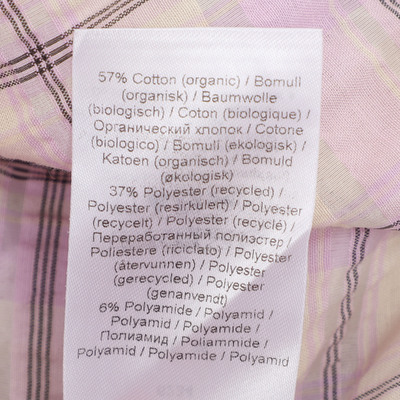 57% Cotton (organic) / Bomull
(organisk) / Baumwolle
(biologisch) / Coton (biologique) /
Органический хлопок / Cotone
(biologico) / Bomull (ekologisk) /
Katoen (organisch) / Bomuld
(økologisk)
37% Polyester (recycled) /
Polyester (resirkulert) / Polyester
(recycelt) / Polyester (recyclé) /
Переработанный полиэстер /
Poliestere (riciclato) / Polyester
(återvunnen) / Polyester
(gerecycled) / Polyester
(genanvendt)
6% Polyamide / Polyamid /
Polyamid / Polyamide /
Полиамид / Poliammide /
Polyamid / Polyamide / Polyamid